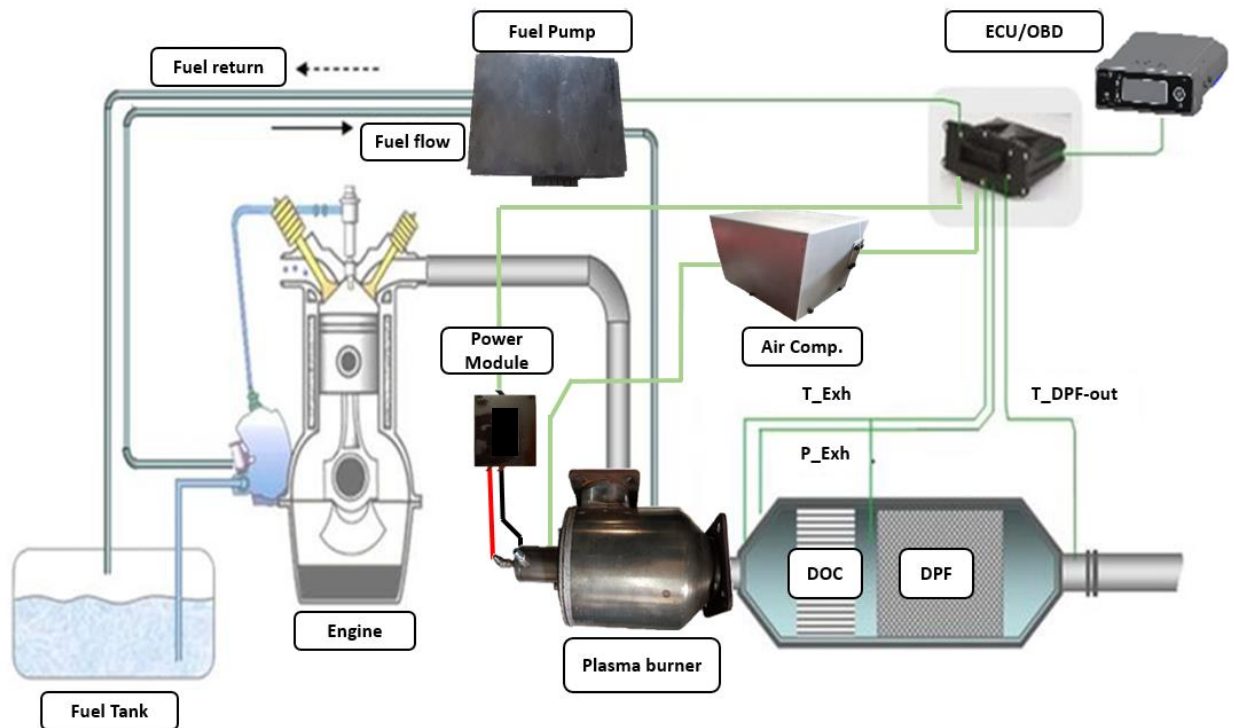 Fuel Pump
ECU/OBD
Fuel return
Fuel flow
Power
Module
Air Comp.
T_Exh
T_DPF-out
P_Exh
DOC
DPF
Engine
Plasma burner
Fuel Tank